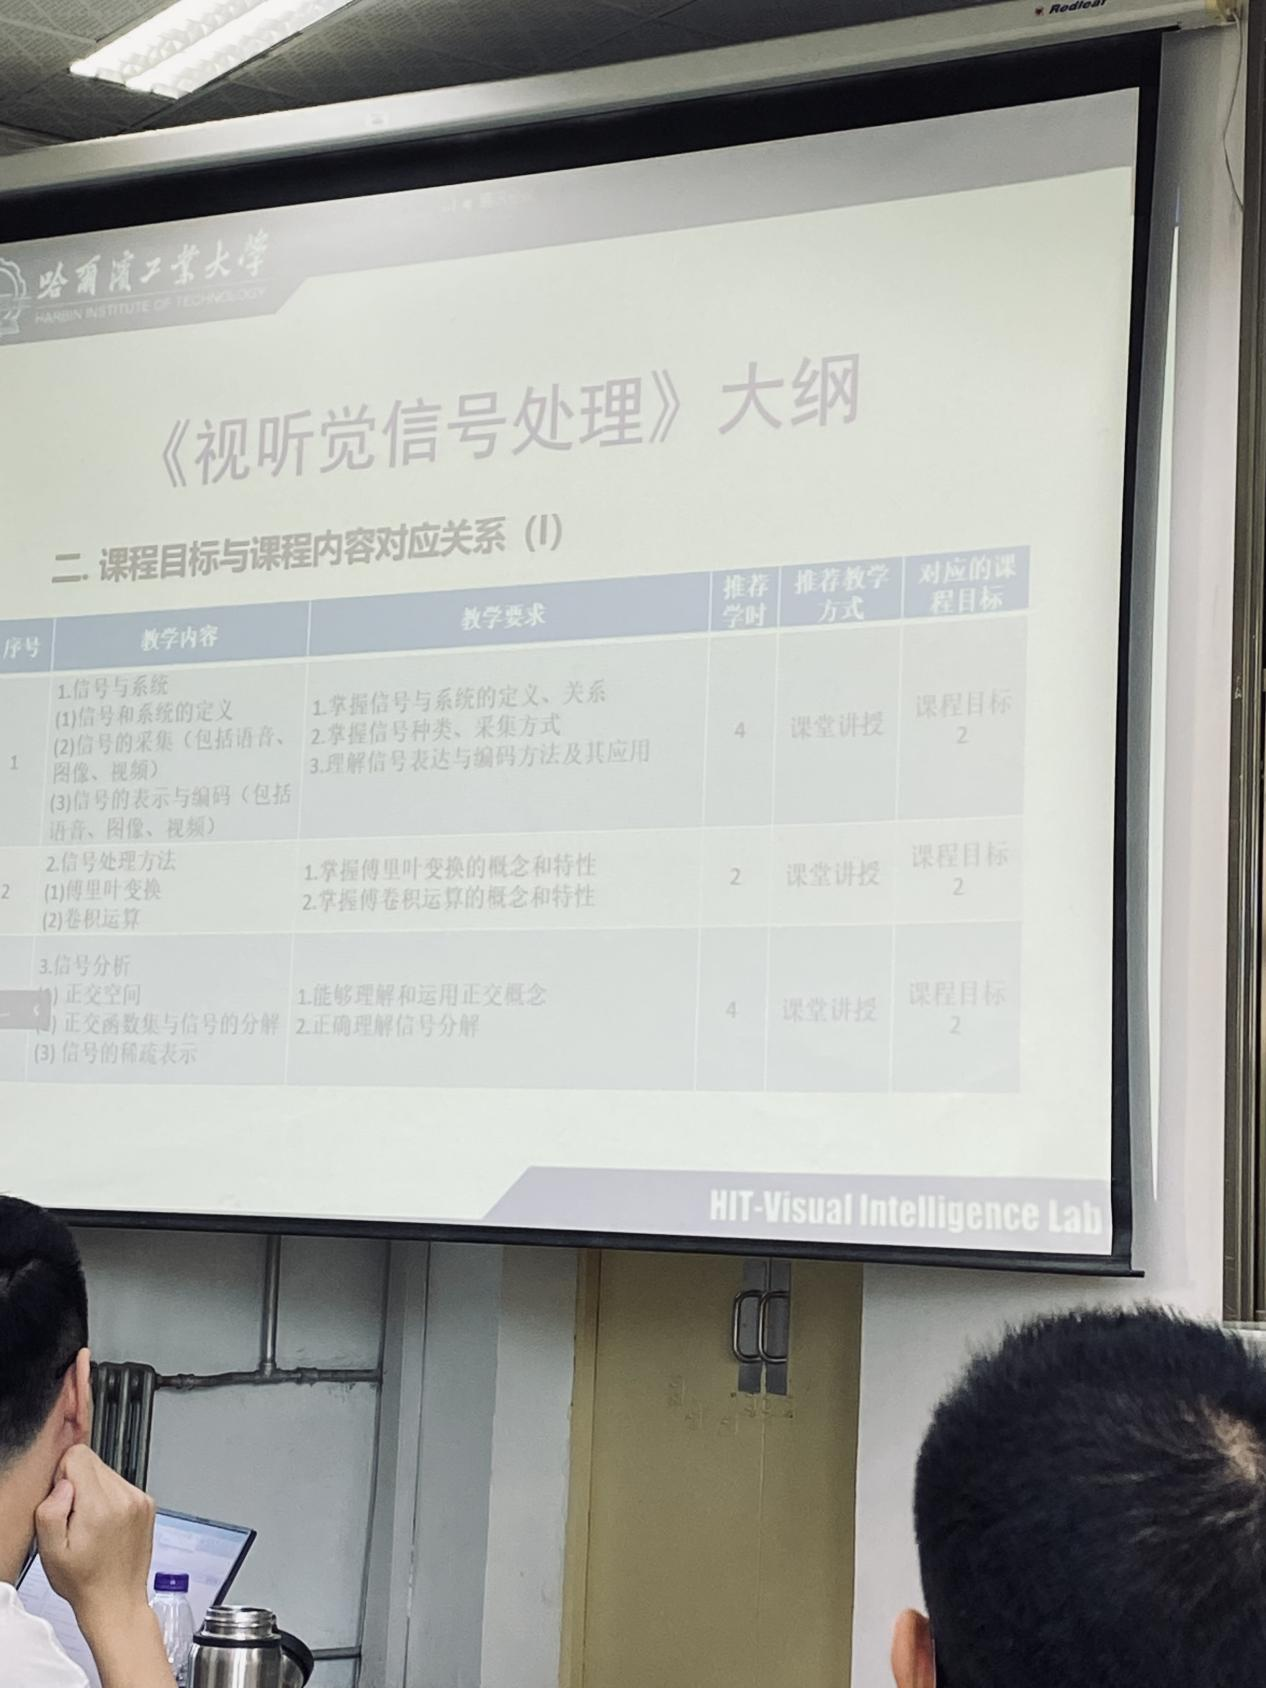 Redleaf
哈爾濱工業大學
HARBIN INSTITUTE OF TECHNOLOGY
《视听觉信号处理》大纲
二. 课程目标与课程内容对应关系（I）
序号
教学内容
教学要求
推荐
学时
推荐教学
方式
对应的课
程目标
1
1.信号与系统
(1)信号和系统的定义
(2)信号的采集（包括语音、
图像、视频）
(3)信号的表示与编码（包括
语音、图像、视频）
1.掌握信号与系统的定义、关系
2.掌握信号种类、采集方式
3.理解信号表达与编码方法及其应用
4
课堂讲授
课程目标
2
2
2.信号处理方法
(1)傅里叶变换
(2)卷积运算
1.掌握傅里叶变换的概念和特性
2.掌握傅卷积运算的概念和特性
2
课堂讲授
课程目标
2
3.信号分析
正交空间
正交函数集与信号的分解
(3) 信号的稀疏表示
1.能够理解和运用正交概念
2.正确理解信号分解
4
课堂讲授
课程目标
2
HIT-Visual Intelligence Lab